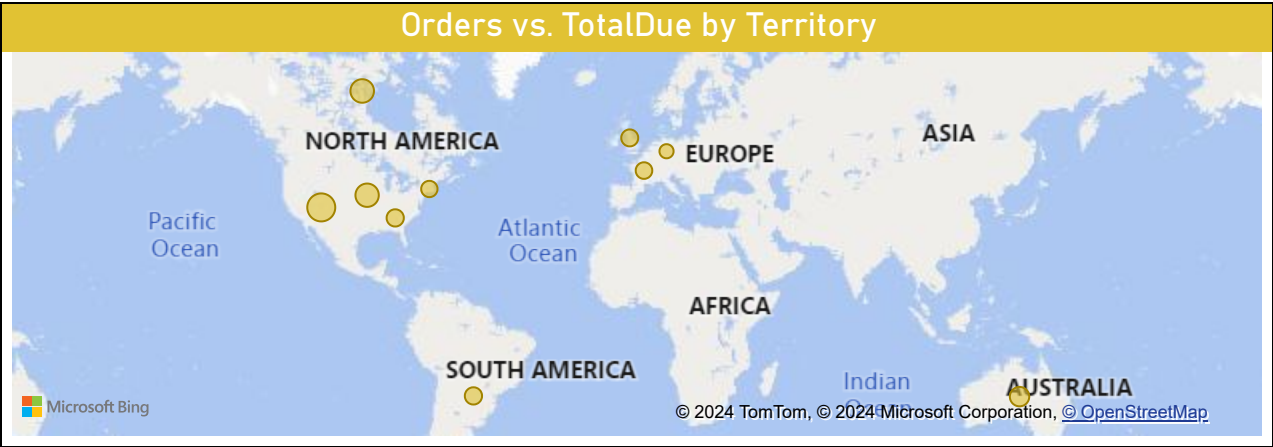 Orders vs. TotalDue by Territory
NORTH AMERICA
ASIA
EUROPE
Pacific
Ocean
Atlantic
Ocean
AFRICA
SOUTH AMERICA
Indian
Ocean
AUSTRALIA
Microsoft Bing
© 2024 TomTom, © 2024 Microsoft Corporation, © OpenStreetMap